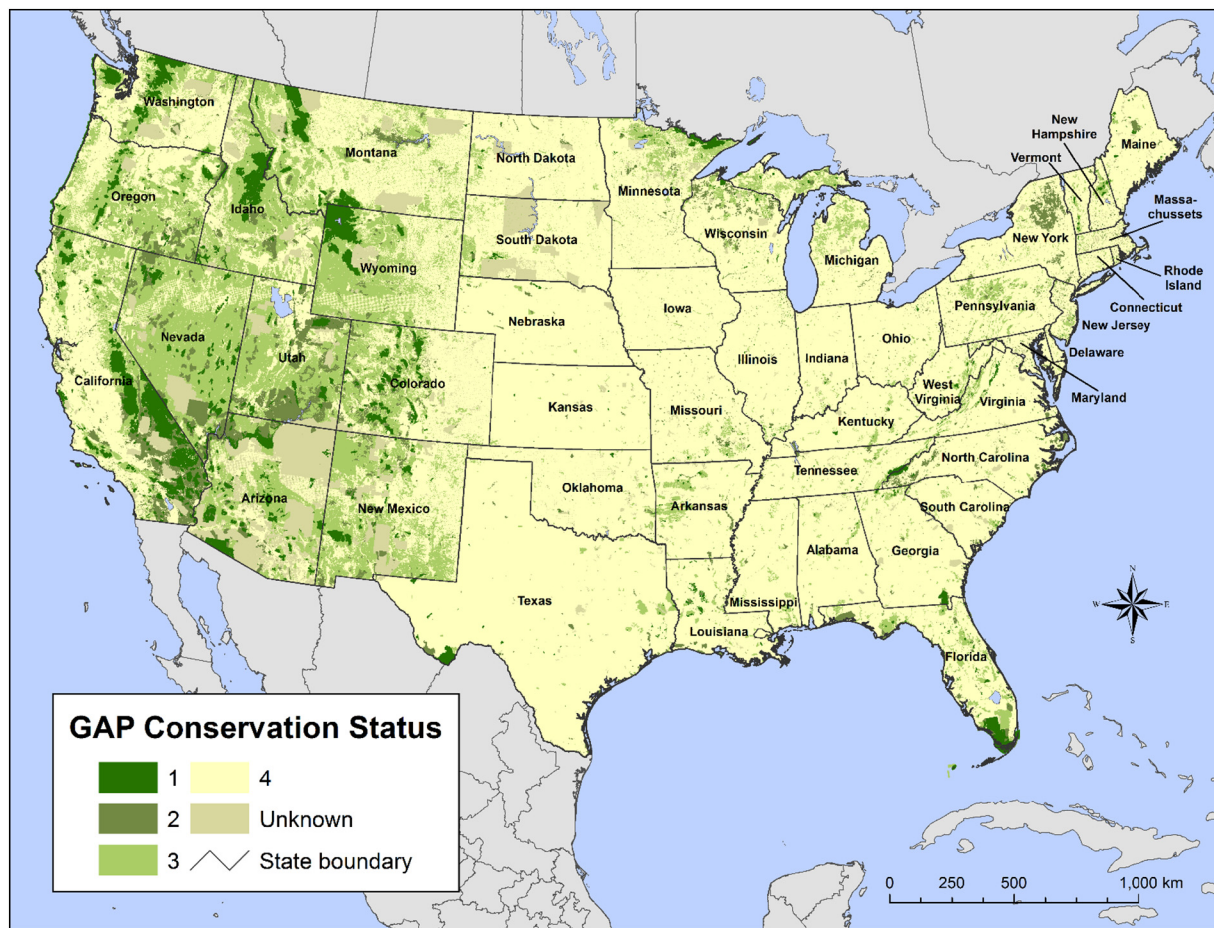 Washington
Montana
North Dakota
Minnesota
New
Hampshire
Vermont
Maine
Massa-
chussets
Oregon
Idaho
Wyoming
South Dakota
Wisconsin
Michigan
New York
Rhode
Island
Connecticut
Nevada
Utah
Colorado
Nebraska
Iowa
Illinois
Indiana
Ohio
Pennsylvania
New Jersey
Delaware
Maryland
California
Kansas
Missouri
Kentucky
West
Virginia
Virginia
Arizona
New Mexico
Oklahoma
Arkansas
Tennessee
North Carolina
South Carolina
Texas
Louisiana
Mississippi
Alabama
Georgia
Florida
N
W
E
S
GAP Conservation Status
1
4
2
Unknown
3
State boundary
0 250 500 1,000 km